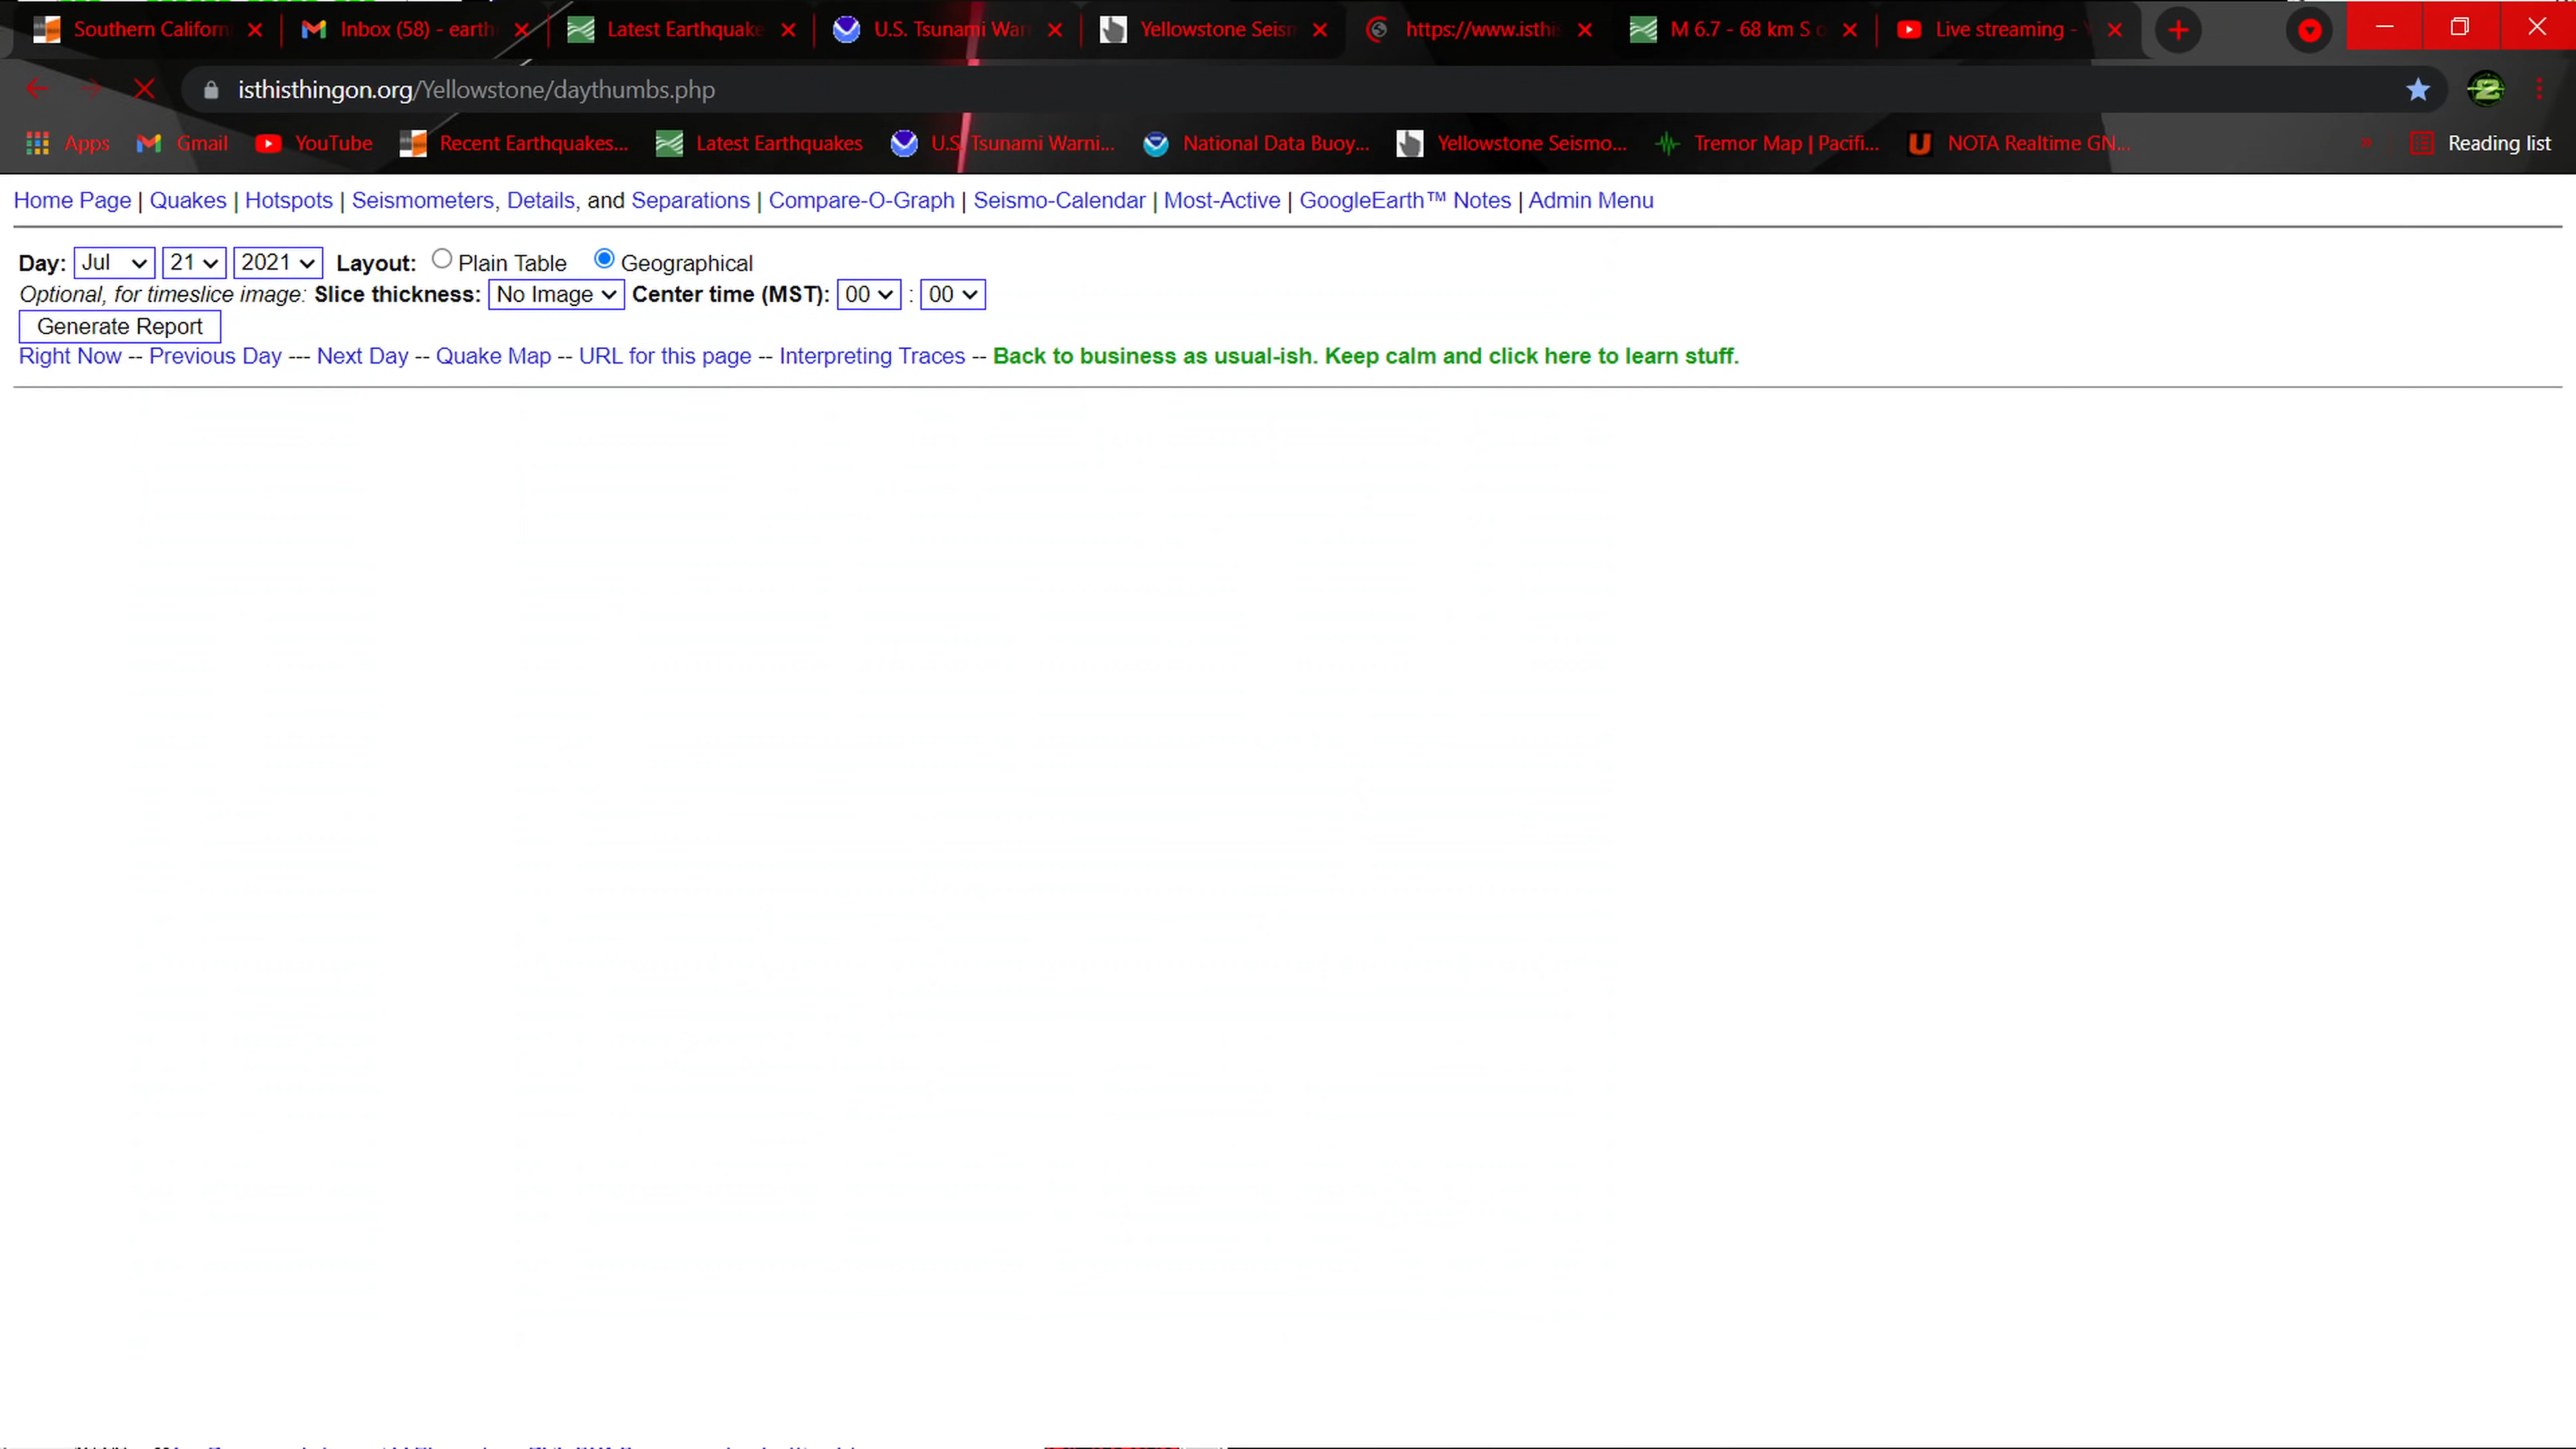 Southern Californ
Inbox (58) - earth
Latest Earthquake
U.S. Tsunami War
Yellowstone Seism
https://www.isthi
M 6.7 - 68 km S o
Live streaming -
isthisthingon.org/Yellowstone/daythumbs.php
Apps Gmail YouTube Recent Earthquakes... Latest Earthquakes U.S. Tsunami Warni... National Data Buoy... Yellowstone Seismo... Tremor Map | Pacifi... NOTA Realtime GN... » Reading list
Home Page | Quakes | Hotspots | Seismometers, Details, and Separations | Compare-O-Graph | Seismo-Calendar | Most-Active | GoogleEarth™ Notes | Admin Menu
Day: Jul 21 2021 Layout: Plain Table Geographical
Optional, for timeslice image: Slice thickness: No Image Center time (MST): 00 : 00
Generate Report
Right Now -- Previous Day --- Next Day -- Quake Map -- URL for this page -- Interpreting Traces -- Back to business as usual-ish. Keep calm and click here to learn stuff.